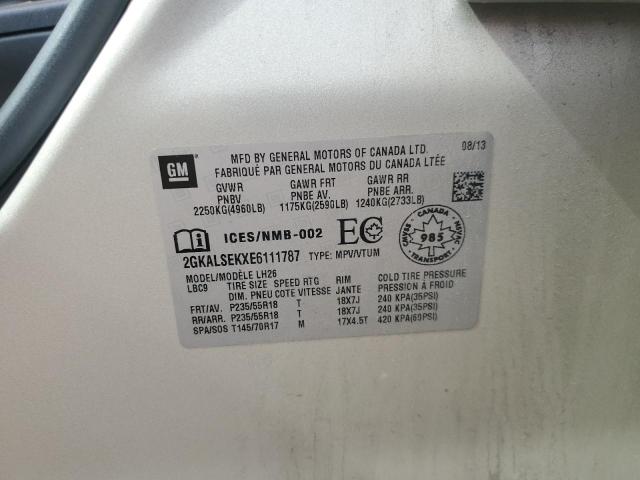 GM
MFD BY GENERAL MOTORS OF CANADA LTD. 08/13
FABRIQUÉ PAR GENERAL MOTORS DU CANADA LTÉE
GVWR GAWR FRT GAWR RR
PNBV PNBE AV. PNBE ARR.
2250KG(4960LB) 1175KG(2590LB) 1240KG(2733LB)
ICES/NMB-002 EC CANADA 985 CMVSS NSVAC
2GKALSEKXE6111787 TYPE: MPV/VTUM
MODEL/MODÈLE LH26
LBC9 TIRE SIZE SPEED RTG RIM COLD TIRE PRESSURE
DIM. PNEU COTE VITESSE JANTE PRESSION À FROID
FRT/AV. P235/55R18 T 18X7J 240 KPA(35PSI)
RR/ARR. P235/55R18 T 18X7J 240 KPA(35PSI)
SPA/SOS T145/70R17 M 17X4.5T 420 KPA(60PSI)